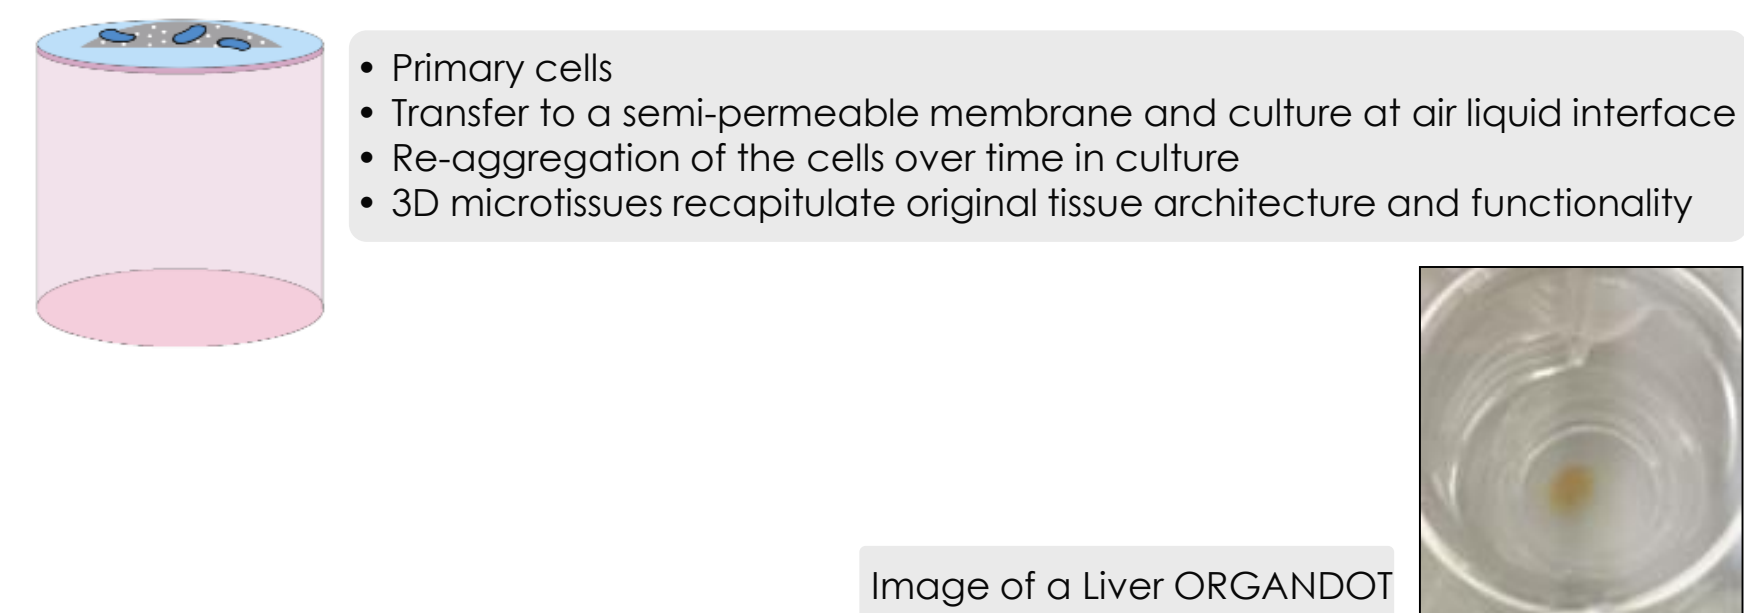 • Primary cells
• Transfer to a semi-permeable membrane and culture at air liquid interface
• Re-aggregation of the cells over time in culture
• 3D microtissues recapitulate original tissue architecture and functionality
Image of a Liver ORGANDOT